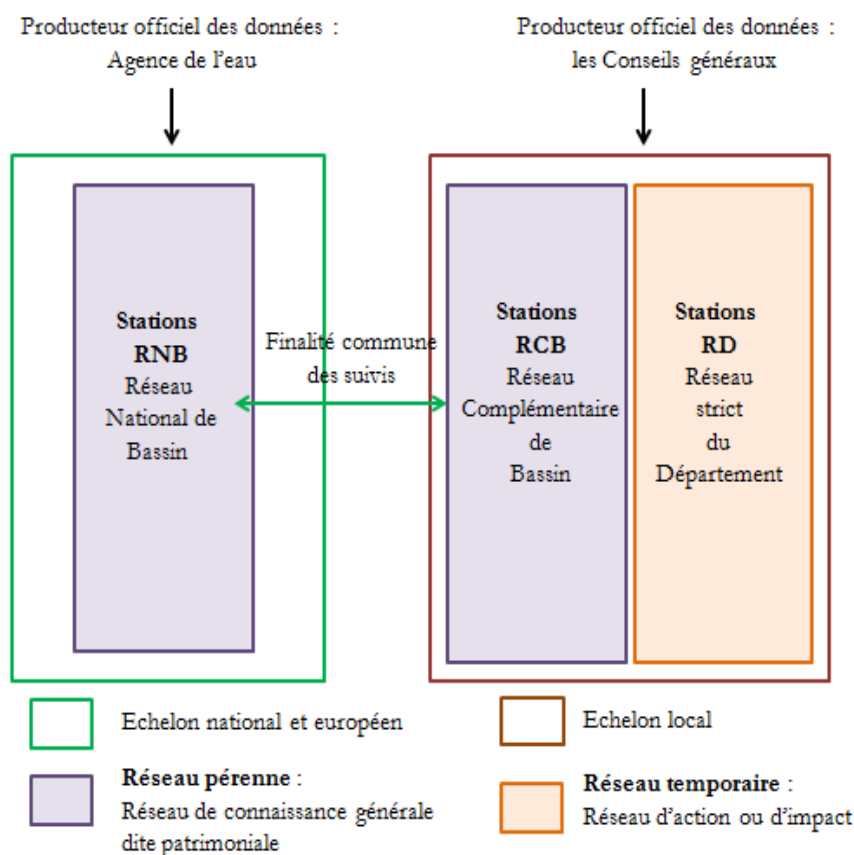 Producteur officiel des données :
Agence de l'eau
Producteur officiel des données :
les Conseils généraux
Stations
RNB
Réseau
National de
Bassin
Finalité commune
des suivis
Stations
RCB
Réseau
Complémentaire
de
Bassin
Stations
RD
Réseau
strict
du
Département
Echelon national et européen
Echelon local
Réseau pérenne :
Réseau de connaissance générale
dite patrimoniale
Réseau temporaire :
Réseau d'action ou d'impact